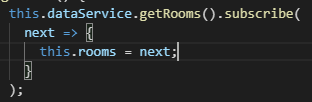 this.dataService.getRooms().subscribe(
next => {
this.rooms = next;
}
);